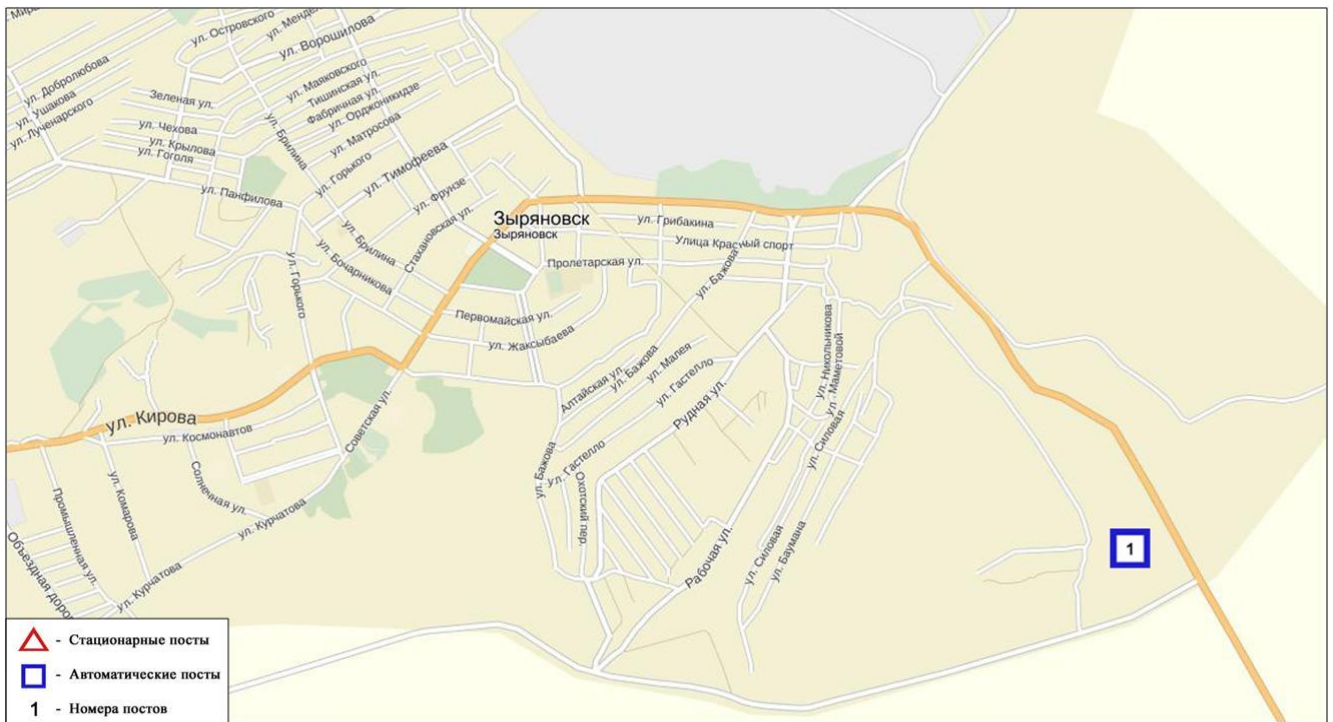 ул. Островского
ул. Ворошилова
ул. Добролюбова
ул. Ушакова
ул. Лученарского
Зеленая ул.
ул. Чехова
ул. Крылова
ул. Гоголя
ул. Маяковского
Тишинская ул.
Фабричная ул.
ул. Орджоникидзе
ул. Матросова
ул. Горького
ул. Тимофеева
ул. Фрунзе
ул. Брилина
ул. Панфилова
Зыряновск
Зыряновск
ул. Грибакина
Улица Красный спорт
Пролетарская ул.
ул. Брилина
Стахановская ул.
ул. Бочарникова
ул. Горького
ул. Бажова
Первомайская ул.
ул. Жаксыбаева
ул. Никольникова
ул. Маметовой
Алтайская ул.
ул. Бажова
ул. Малея
ул. Гастелло
Рудная ул.
ул. Кирова
ул. Космонавтов
Советская ул.
ул. Силовая
ул. Бажова
ул. Гастелло
Охотский пер.
Солнечная ул.
ул. Комарова
Промышленная ул.
ул. Курчатова
Рабочая ул.
ул. Силовая
ул. Баумана
ул. Курчатова
1
- Стационарные посты
- Автоматические посты
1 - Номера постов